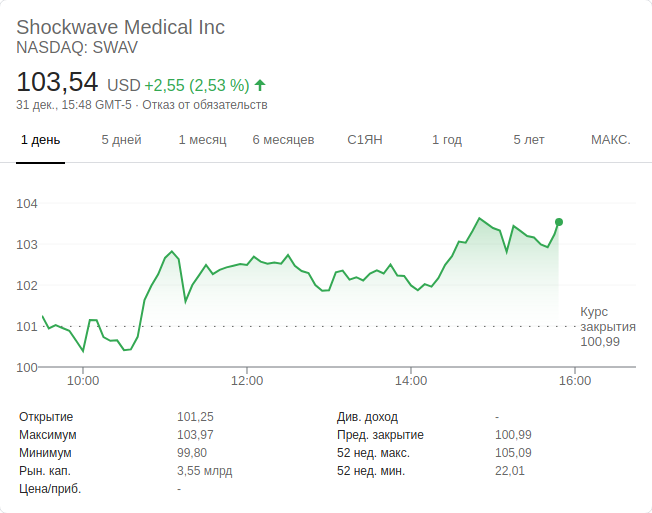 Shockwave Medical Inc
NASDAQ: SWAV
103,54 USD +2,55 (2,53 %)
31 дек., 15:48 GMT-5 · Отказ от обязательств
1 день 5 дней 1 месяц 6 месяцев С1ЯН 1 год 5 лет МАКС.
104
103
102
101
100
Курс
закрытия
100,99
10:00 12:00 14:00 16:00
Открытие 101,25 Див. доход -
Максимум 103,97 Пред. закрытие 100,99
Минимум 99,80 52 нед. макс. 105,09
Рын. кап. 3,55 млрд 52 нед. мин. 22,01
Цена/приб. -